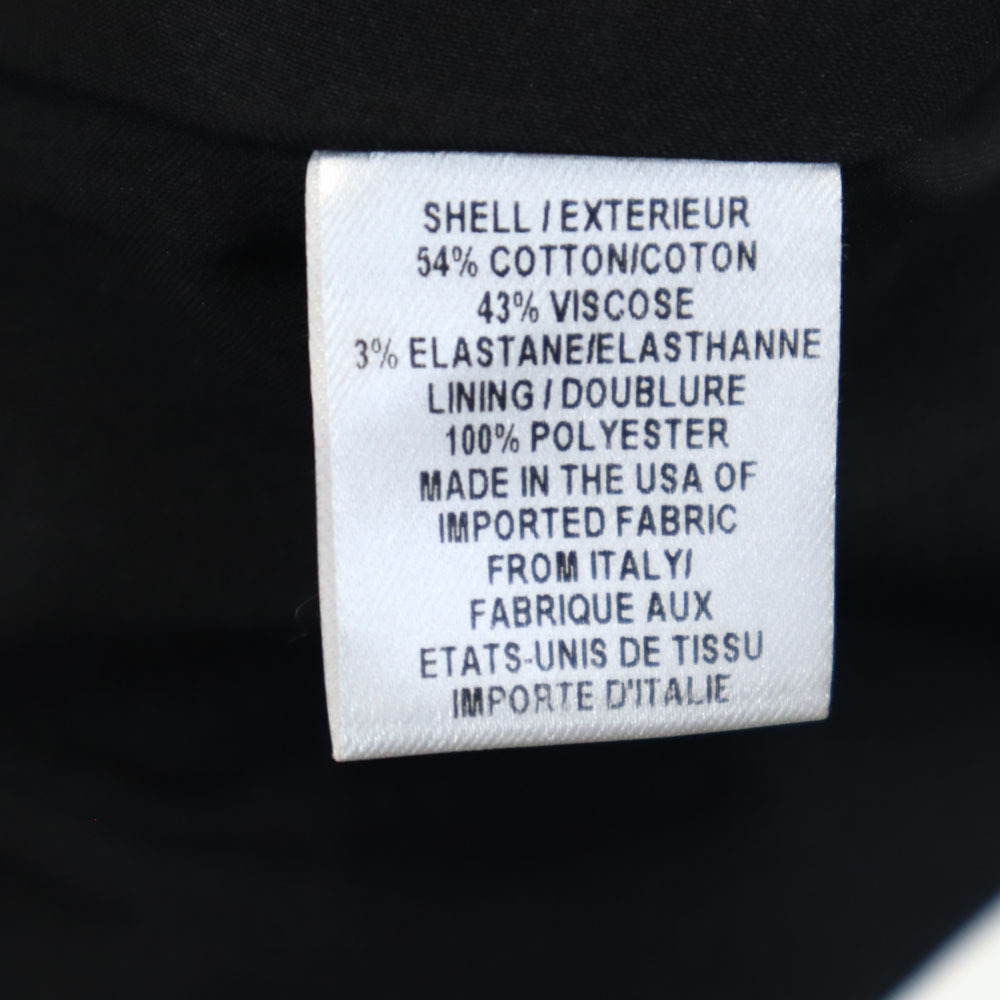 SHELL / EXTERIEUR
54% COTTON/COTON
43% VISCOSE
3% ELASTANE/ELASTHANNE
LINING / DOUBLURE
100% POLYESTER
MADE IN THE USA OF
IMPORTED FABRIC
FROM ITALY/
FABRIQUE AUX
ETATS-UNIS DE TISSU
IMPORTE D'ITALIE